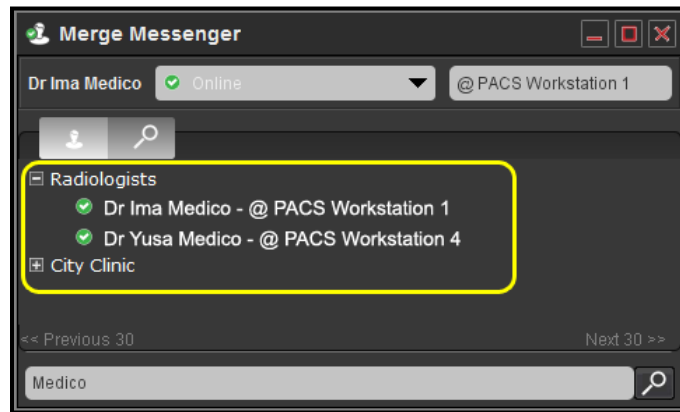 Merge Messenger
Dr Ima Medico Online @ PACS Workstation 1
Radiologists
Dr Ima Medico - @ PACS Workstation 1
Dr Yusa Medico - @ PACS Workstation 4
City Clinic
<< Previous 30 Next 30 >>
Medico